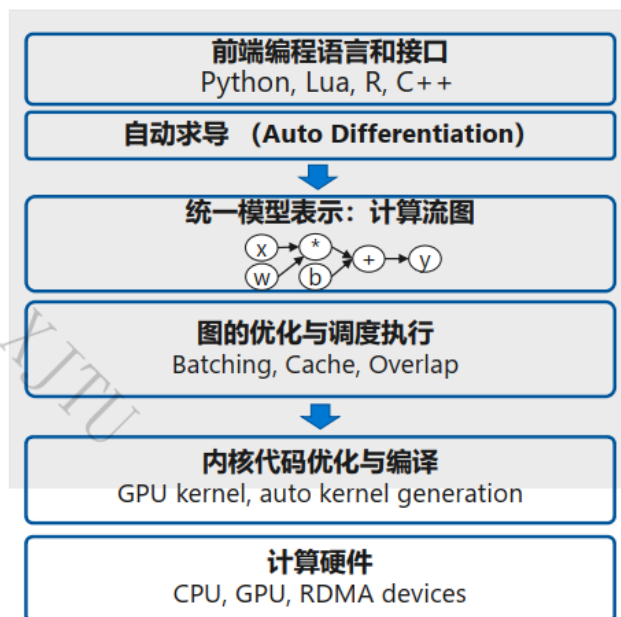 前端编程语言和接口
Python, Lua, R, C++
自动求导 （Auto Differentiation）
统一模型表示：计算流图
x * w b + y
图的优化与调度执行
Batching, Cache, Overlap
XJTU
内核代码优化与编译
GPU kernel, auto kernel generation
计算硬件
CPU, GPU, RDMA devices